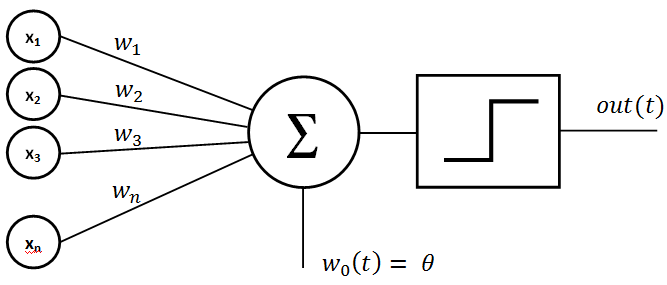 x₁
w₁
x₂
w₂
x₃
w₃
xₙ
wₙ
Σ
out(t)
w₀(t) = θ